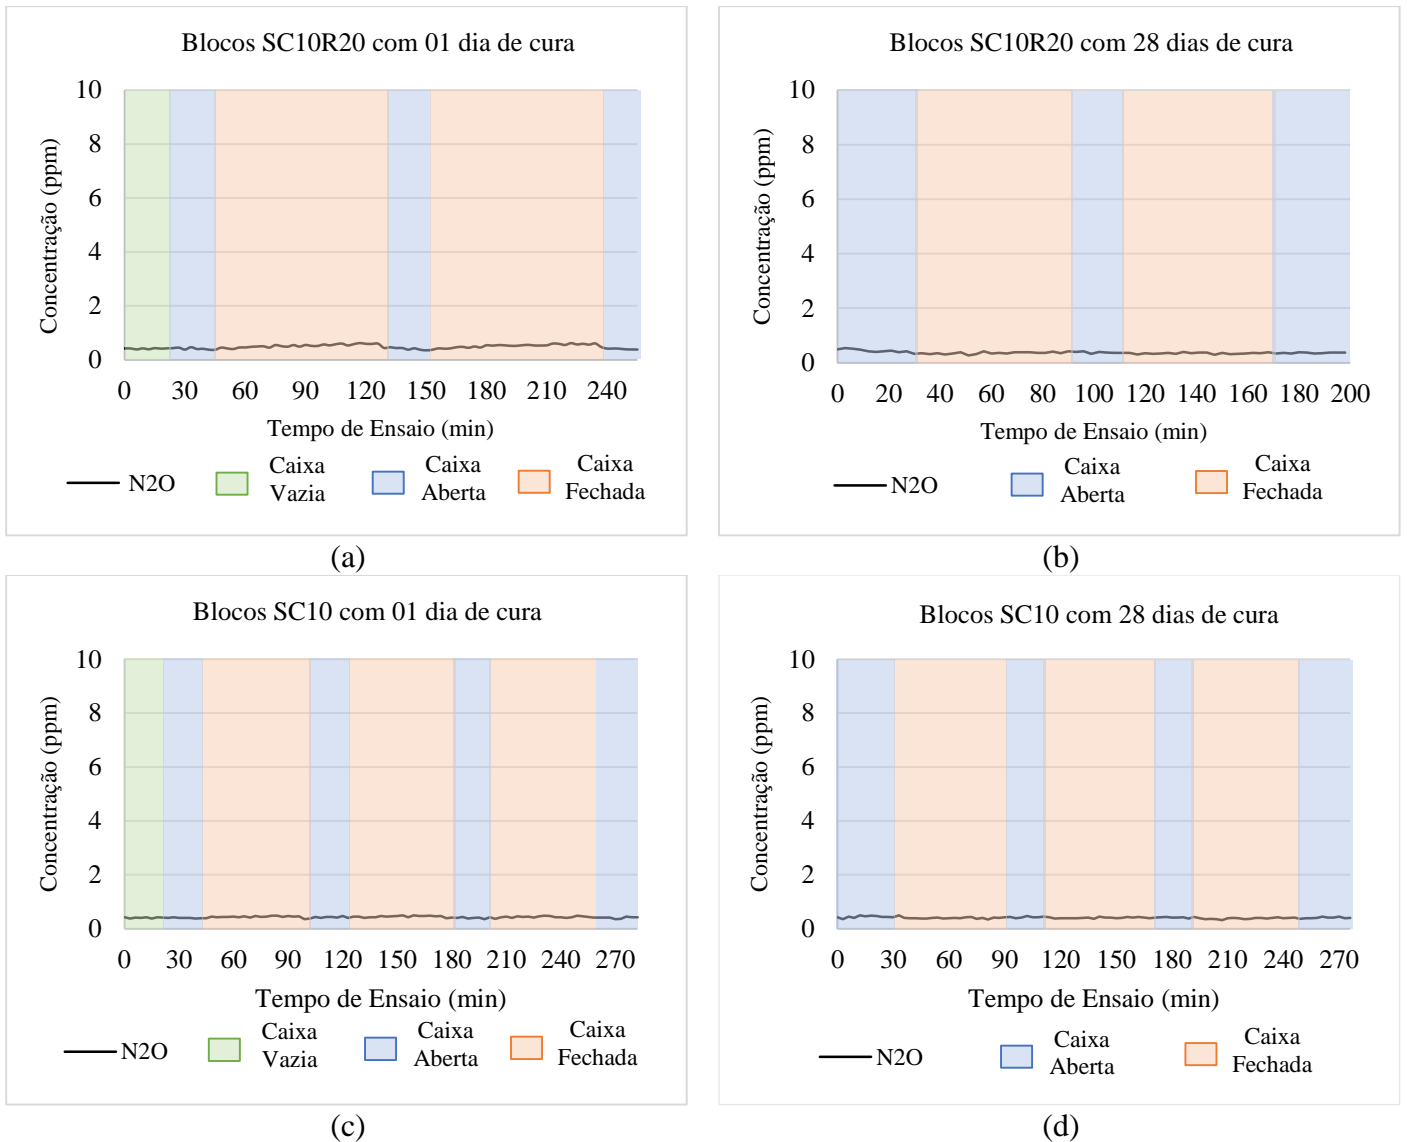 Blocos SC10R20 com 01 dia de cura
10
8
6
4
2
0
Concentração (ppm)
0 30 60 90 120 150 180 210 240
Tempo de Ensaio (min)
N2O
Caixa
Vazia
Caixa
Aberta
Caixa
Fechada
(a)
Blocos SC10R20 com 28 dias de cura
10
8
6
4
2
0
Concentração (ppm)
0 20 40 60 80 100 120 140 160 180 200
Tempo de Ensaio (min)
N2O
Caixa
Aberta
Caixa
Fechada
(b)
Blocos SC10 com 01 dia de cura
10
8
6
4
2
0
Concentração (ppm)
0 30 60 90 120 150 180 210 240 270
Tempo de Ensaio (min)
N2O
Caixa
Vazia
Caixa
Aberta
Caixa
Fechada
(c)
Blocos SC10 com 28 dias de cura
10
8
6
4
2
0
Concentração (ppm)
0 30 60 90 120 150 180 210 240 270
Tempo de Ensaio (min)
N2O
Caixa
Aberta
Caixa
Fechada
(d)